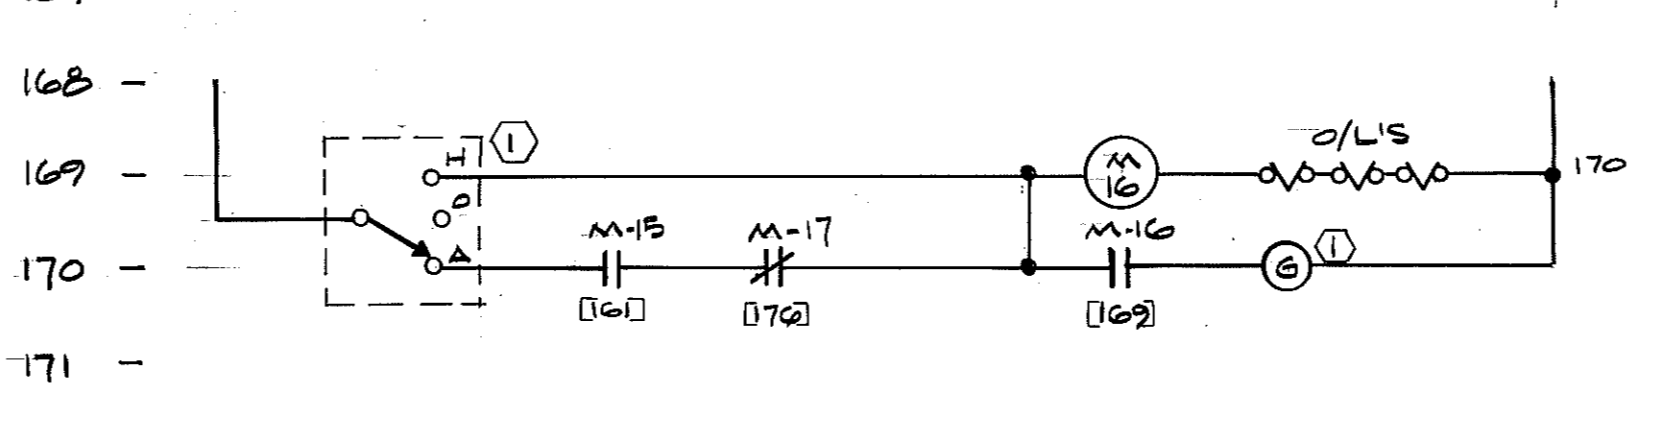 168 -
1
O/L'S
H
169 -
M
16
170
O
M-15
M-17
M-16
1
A
170 -
G
[161]
[176]
[169]
171 -